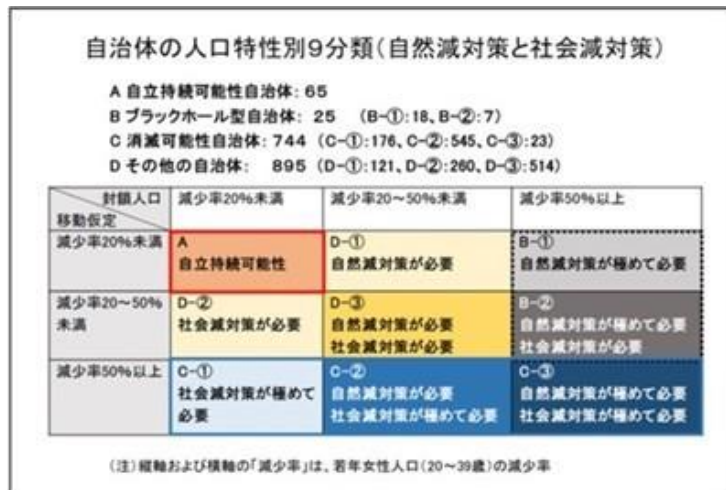 自治体の人口特性別9分類(自然減対策と社会減対策)
A 自立持続可能性自治体:65
B ブラックホール型自治体: 25 (B-①:18、B-②:7)
C 消滅可能性自治体:744 (C-①:176、C-②:545、C-③:23)
D その他の自治体: 895 (D-①:121、D-②:260、D-③:514)
封鎖人口
移動仮定
減少率20%未満
減少率20~50%未満
減少率50%以上
減少率20%未満
A
自立持続可能性
D-①
自然減対策が必要
B-①
自然減対策が極めて必要
減少率20~50%
未満
D-②
社会減対策が必要
D-③
自然減対策が必要
社会減対策が必要
B-②
自然減対策が極めて必要
社会減対策が必要
減少率50%以上
C-①
社会減対策が極めて
必要
C-②
自然減対策が必要
社会減対策が極めて必要
C-③
自然減対策が極めて必要
社会減対策が極めて必要
(注)縦軸および横軸の「減少率」は、若年女性人口(20~39歳)の減少率